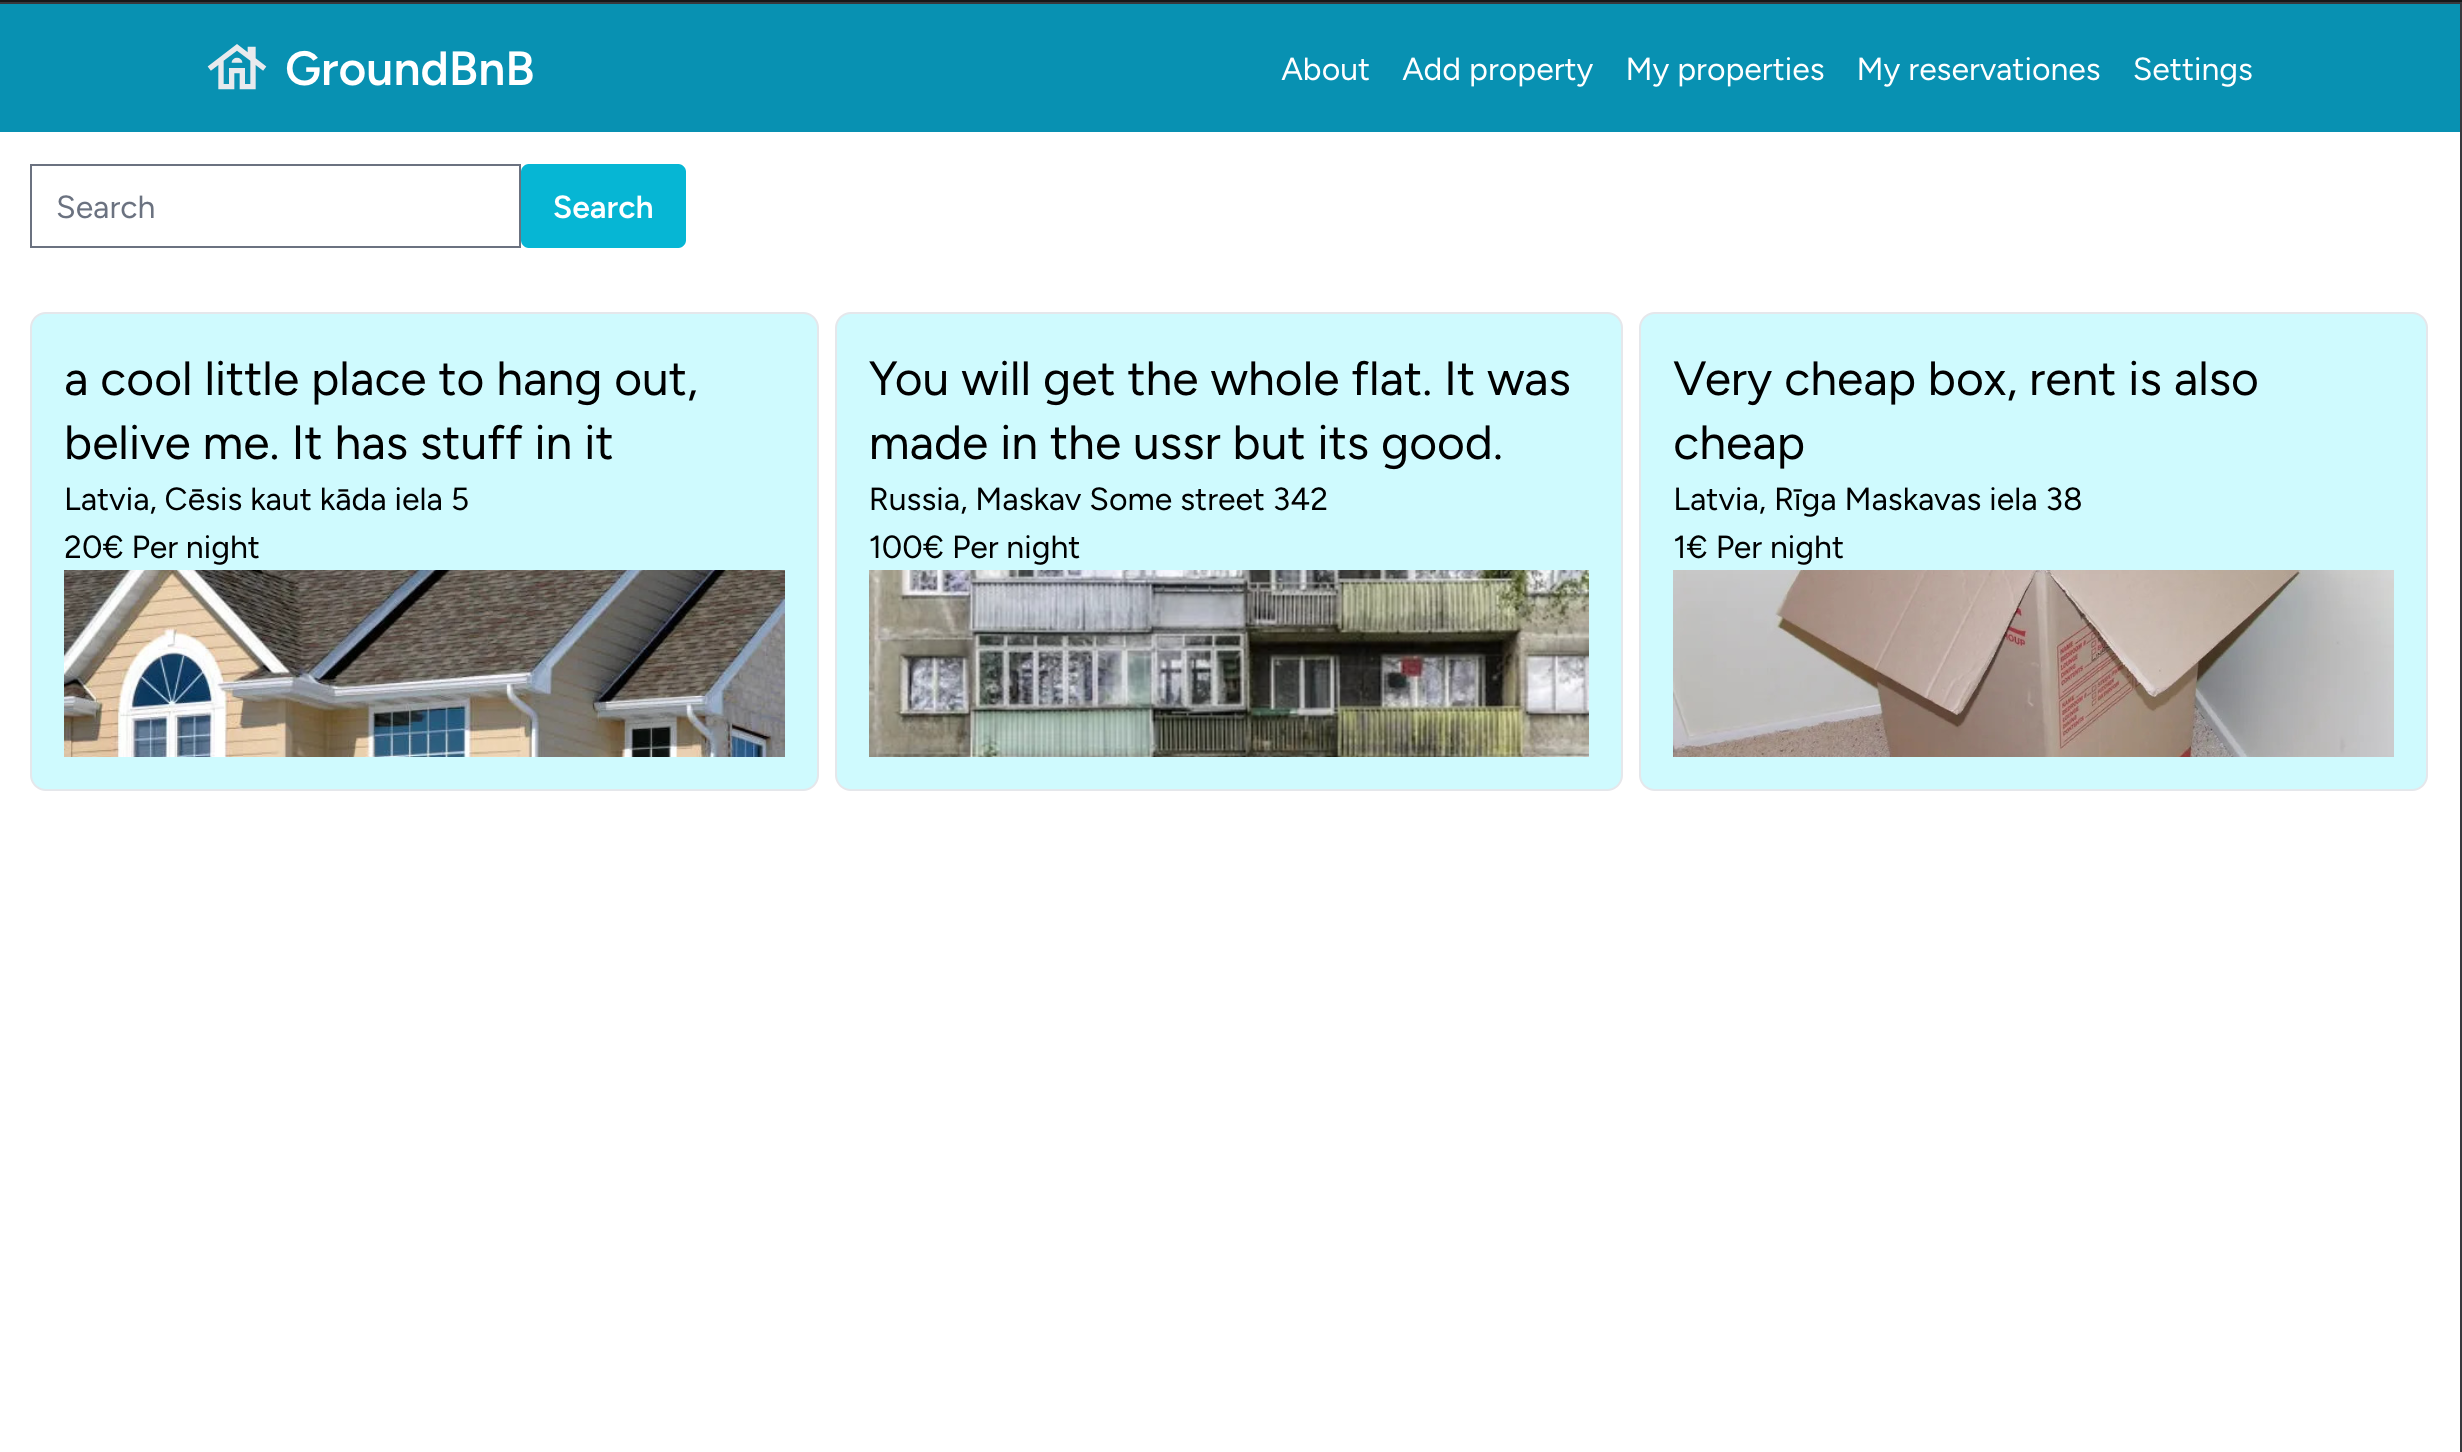 GroundBnB
About Add property My properties My reservationes Settings
Search Search
a cool little place to hang out,
belive me. It has stuff in it
Latvia, Cēsis kaut kāda iela 5
20€ Per night
You will get the whole flat. It was
made in the ussr but its good.
Russia, Maskav Some street 342
100€ Per night
Very cheap box, rent is also
cheap
Latvia, Rīga Maskavas iela 38
1€ Per night